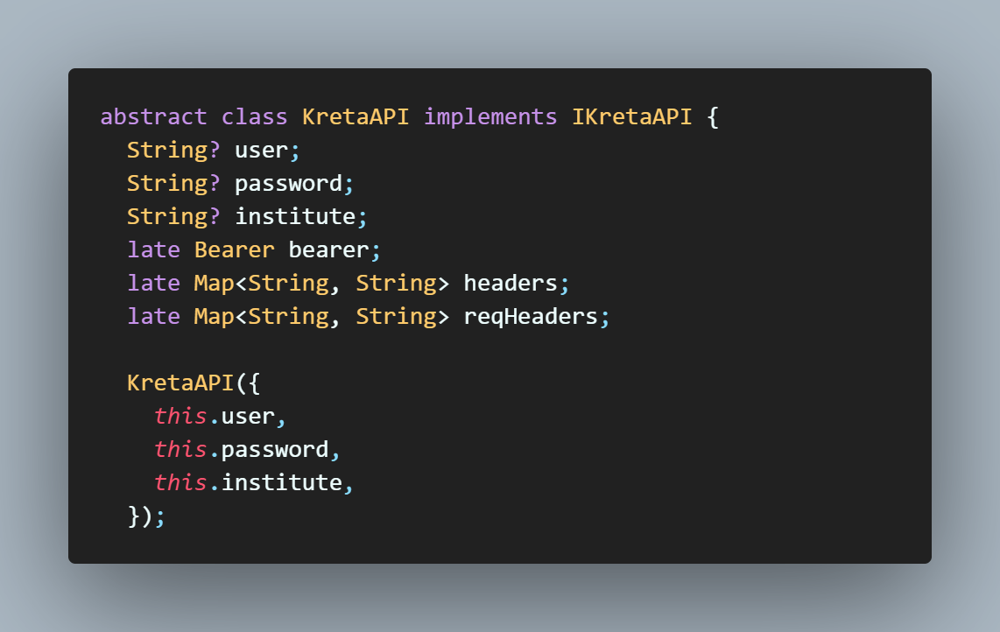 abstract class KretaAPI implements IKretaAPI {
  String? user;
  String? password;
  String? institute;
  late Bearer bearer;
  late Map<String, String> headers;
  late Map<String, String> reqHeaders;

  KretaAPI({
    this.user,
    this.password,
    this.institute,
  });